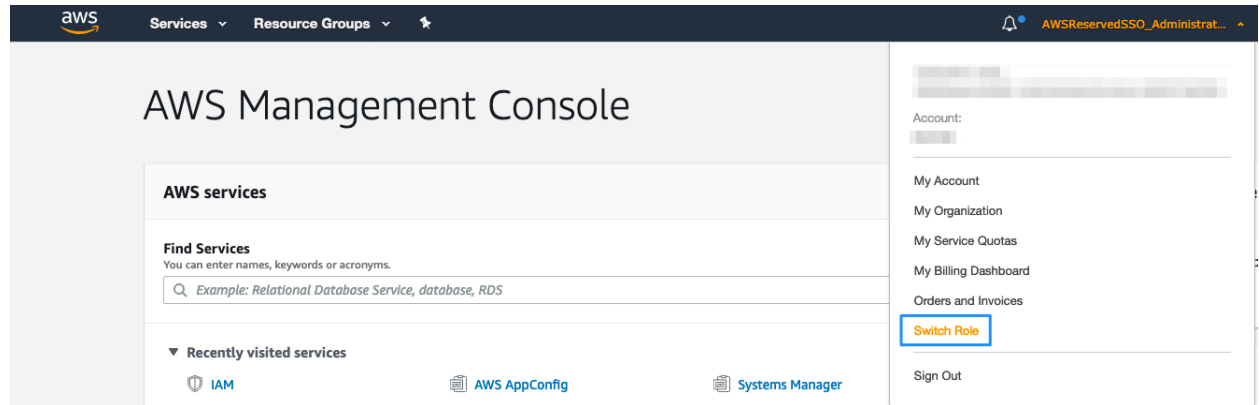 aws Services Resource Groups AWSReservedSSO_Administrat...
AWS Management Console
AWS services
Find Services
You can enter names, keywords or acronyms.
Example: Relational Database Service, database, RDS
Recently visited services
IAM AWS AppConfig Systems Manager
Account:
My Account
My Organization
My Service Quotas
My Billing Dashboard
Orders and Invoices
Switch Role
Sign Out